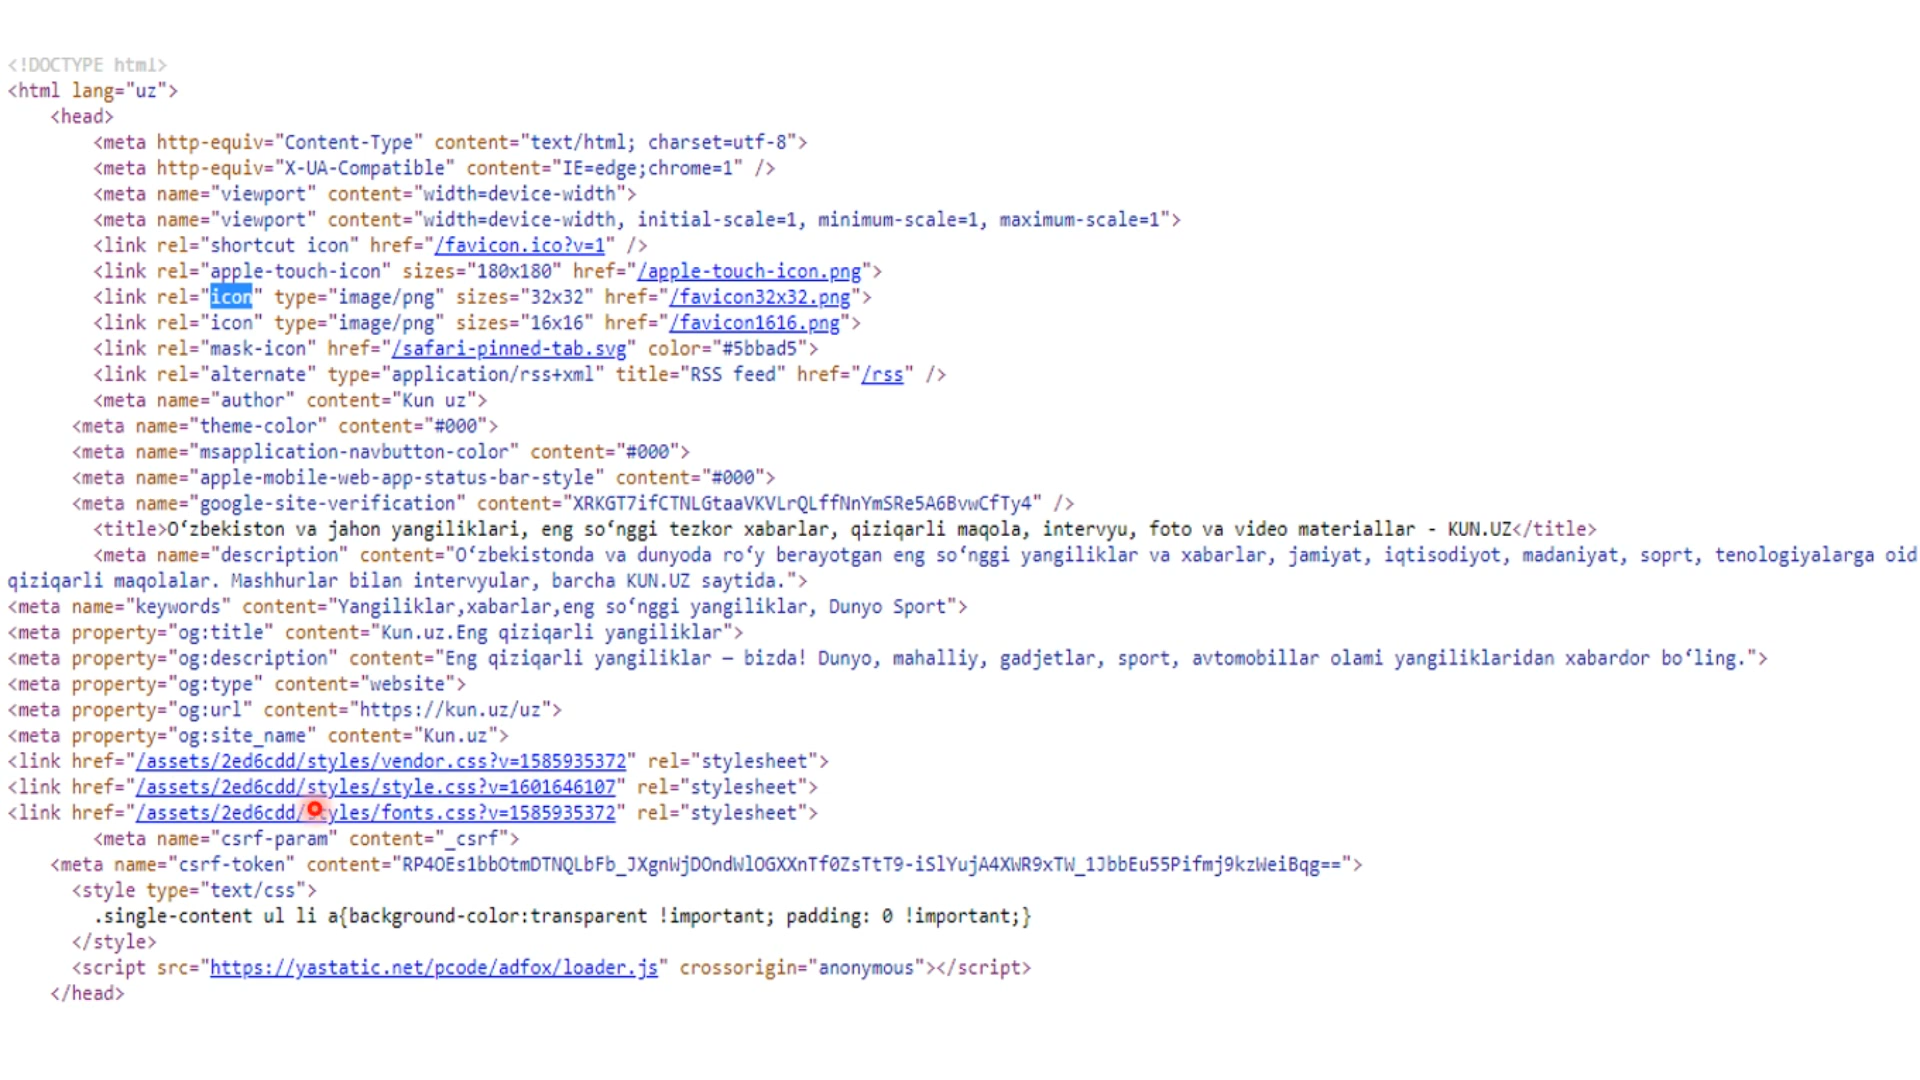 <!DOCTYPE html>
<html lang="uz">
<head>
<meta http-equiv="Content-Type" content="text/html; charset=utf-8">
<meta http-equiv="X-UA-Compatible" content="IE=edge;chrome=1" />
<meta name="viewport" content="width=device-width">
<meta name="viewport" content="width=device-width, initial-scale=1, minimum-scale=1, maximum-scale=1">
<link rel="shortcut icon" href="/favicon.ico?v=1" />
<link rel="apple-touch-icon" sizes="180x180" href="/apple-touch-icon.png">
<link rel="icon" type="image/png" sizes="32x32" href="/favicon32x32.png">
<link rel="icon" type="image/png" sizes="16x16" href="/favicon1616.png">
<link rel="mask-icon" href="/safari-pinned-tab.svg" color="#5bbad5">
<link rel="alternate" type="application/rss+xml" title="RSS feed" href="/rss" />
<meta name="author" content="Kun uz">
<meta name="theme-color" content="#000">
<meta name="msapplication-navbutton-color" content="#000">
<meta name="apple-mobile-web-app-status-bar-style" content="#000">
<meta name="google-site-verification" content="XRKGT7ifCTNLGtaaVKVLrQLffNnYmSRe5A6BvwCfTy4" />
<title>O‘zbekiston va jahon yangiliklari, eng so‘nggi tezkor xabarlar, qiziqarli maqola, intervyu, foto va video materiallar - KUN.UZ</title>
<meta name="description" content="O‘zbekistonda va dunyoda ro‘y berayotgan eng so‘nggi yangiliklar va xabarlar, jamiyat, iqtisodiyot, madaniyat, soprt, tenologiyalarga oid
qiziqarli maqolalar. Mashhurlar bilan intervyular, barcha KUN.UZ saytida.">
<meta name="keywords" content="Yangiliklar,xabarlar,eng so‘nggi yangiliklar, Dunyo Sport">
<meta property="og:title" content="Kun.uz.Eng qiziqarli yangiliklar">
<meta property="og:description" content="Eng qiziqarli yangiliklar – bizda! Dunyo, mahalliy, gadjetlar, sport, avtomobillar olami yangiliklaridan xabardor bo‘ling.">
<meta property="og:type" content="website">
<meta property="og:url" content="https://kun.uz/uz">
<meta property="og:site_name" content="Kun.uz">
<link href="/assets/2ed6cdd/styles/vendor.css?v=1585935372" rel="stylesheet">
<link href="/assets/2ed6cdd/styles/style.css?v=1601646107" rel="stylesheet">
<link href="/assets/2ed6cdd/styles/fonts.css?v=1585935372" rel="stylesheet">
<meta name="csrf-param" content="_csrf">
<meta name="csrf-token" content="RP4OEs1bbOtmDTNQLbFb_JXgnWjDOndWlOGXXnTf0ZsTtT9-iSlYujA4XWR9xTW_1JbbEu55Pifmj9kzWeiBqg==">
<style type="text/css">
.single-content ul li a{background-color:transparent !important; padding: 0 !important;}
</style>
<script src="https://yastatic.net/pcode/adfox/loader.js" crossorigin="anonymous"></script>
</head>